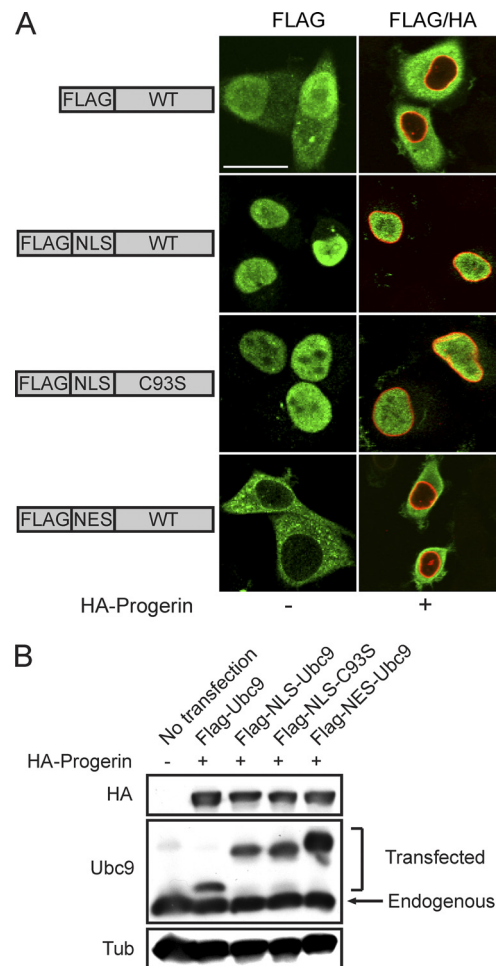 A
FLAG FLAG/HA
FLAG WT
FLAG NLS WT
FLAG NLS C93S
FLAG NES WT
HA-Progerin - +
B
No transfection
Flag-Ubc9
Flag-NLS-Ubc9
Flag-NLS-C93S
Flag-NES-Ubc9
HA-Progerin - + + + +
HA
Ubc9
Transfected
Endogenous
Tub